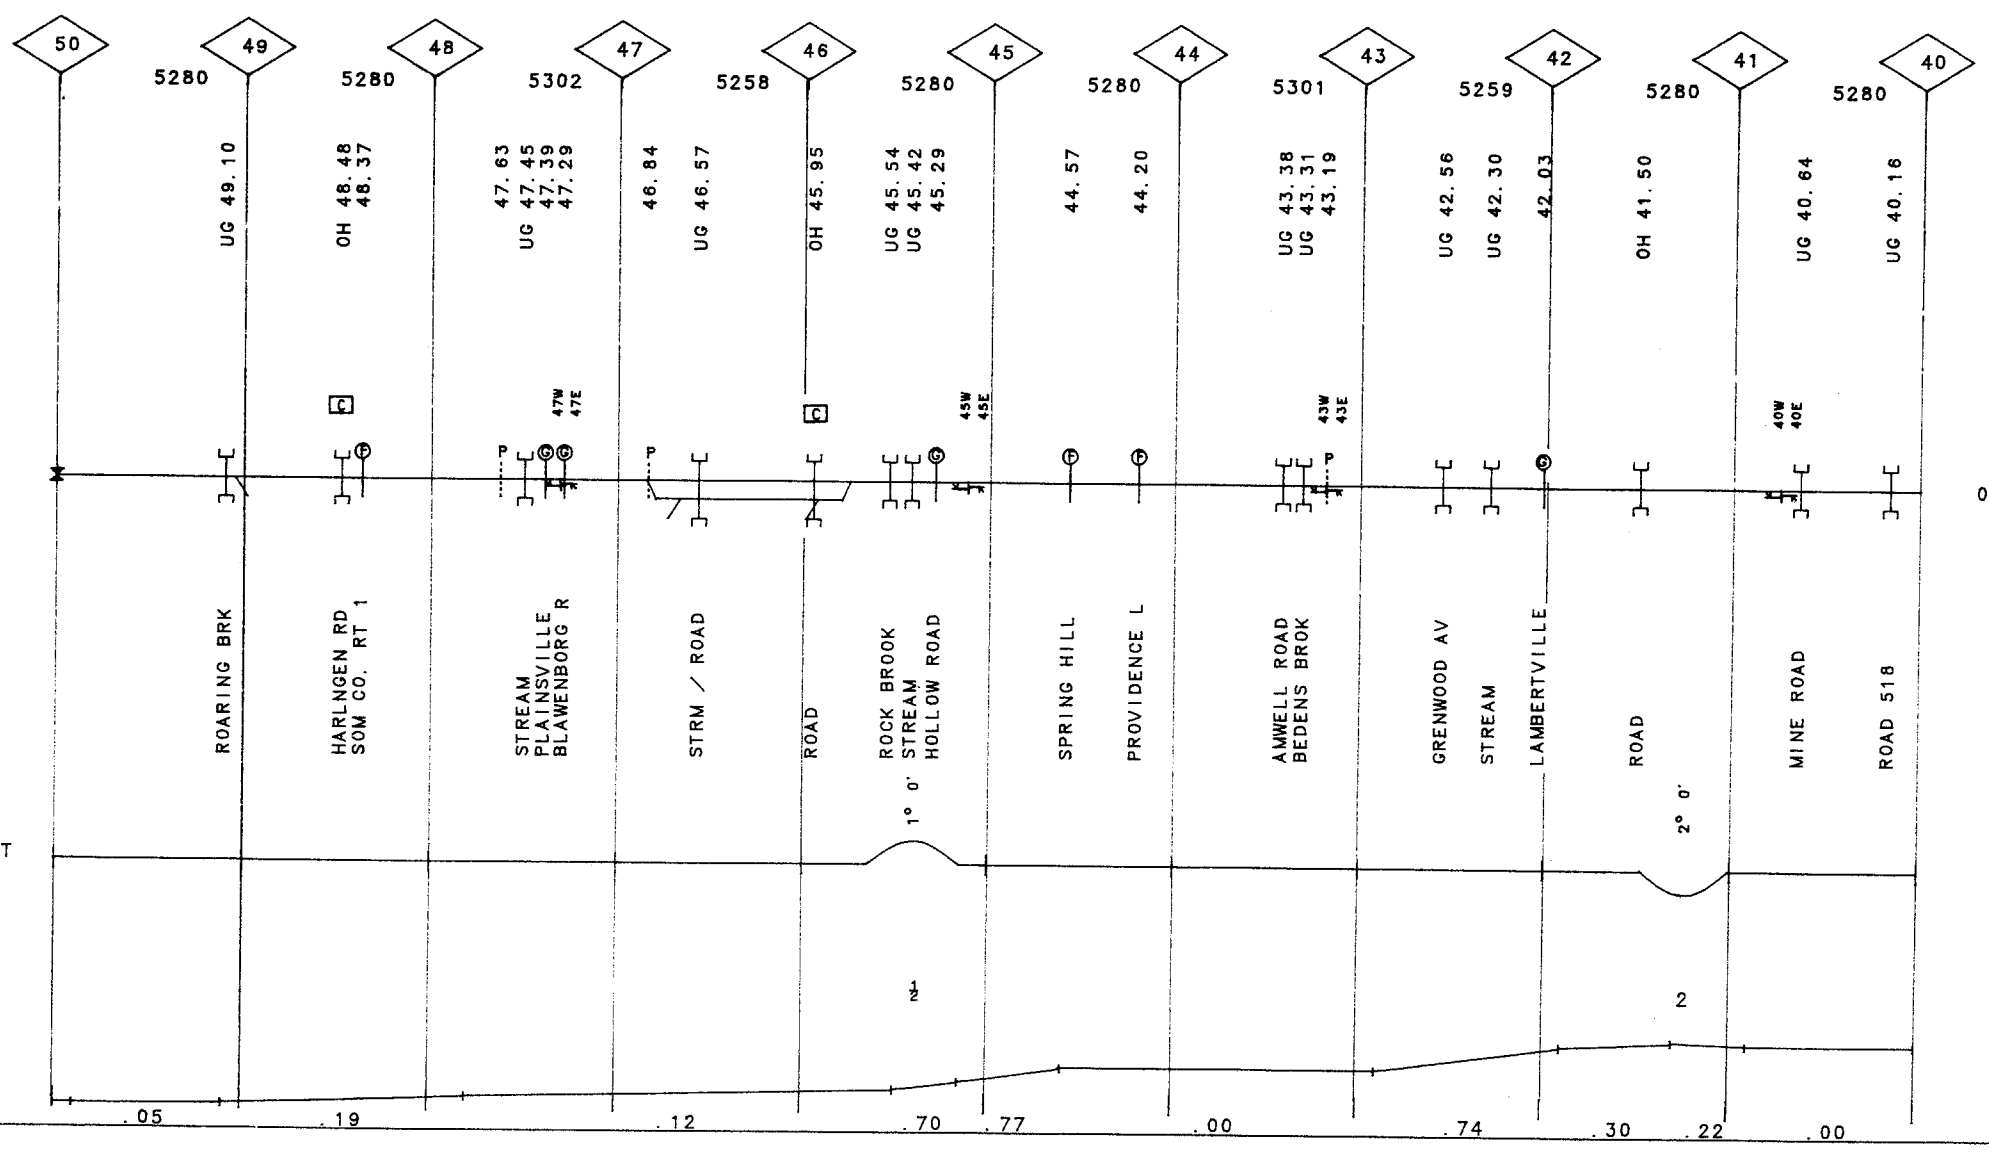 50 49 48 47 46 45 44 43 42 41 40
5280 5280 5302 5258 5280 5280 5301 5259 5280 5280
UG 49.10
OH 48.48
48.37
47.63
UG 47.45
47.39
47.29
46.84
UG 46.57
OH 45.95
UG 45.54
UG 45.42
45.29
44.57
44.20
UG 43.38
UG 43.31
43.19
UG 42.56
UG 42.30
42.03
OH 41.50
UG 40.64
UG 40.16
C
47W
47E
C
45W
45E
43W
43E
40W
40E
F
P
G
G
P
G
F
F
P
G
0
ROARING BRK
HARLNGEN RD
SOM CO. RT 1
STREAM
PLAINSVILLE
BLAWENBORG R
STRM / ROAD
ROAD
ROCK BROOK
STREAM
HOLLOW ROAD
SPRING HILL
PROVIDENCE L
AMWELL ROAD
BEDENS BROK
GRENWOOD AV
STREAM
LAMBERTVILLE
ROAD
MINE ROAD
ROAD 518
1° 0'
2° 0'
T
½
2
.05 .19 .12 .70 .77 .00 .74 .30 .22 .00